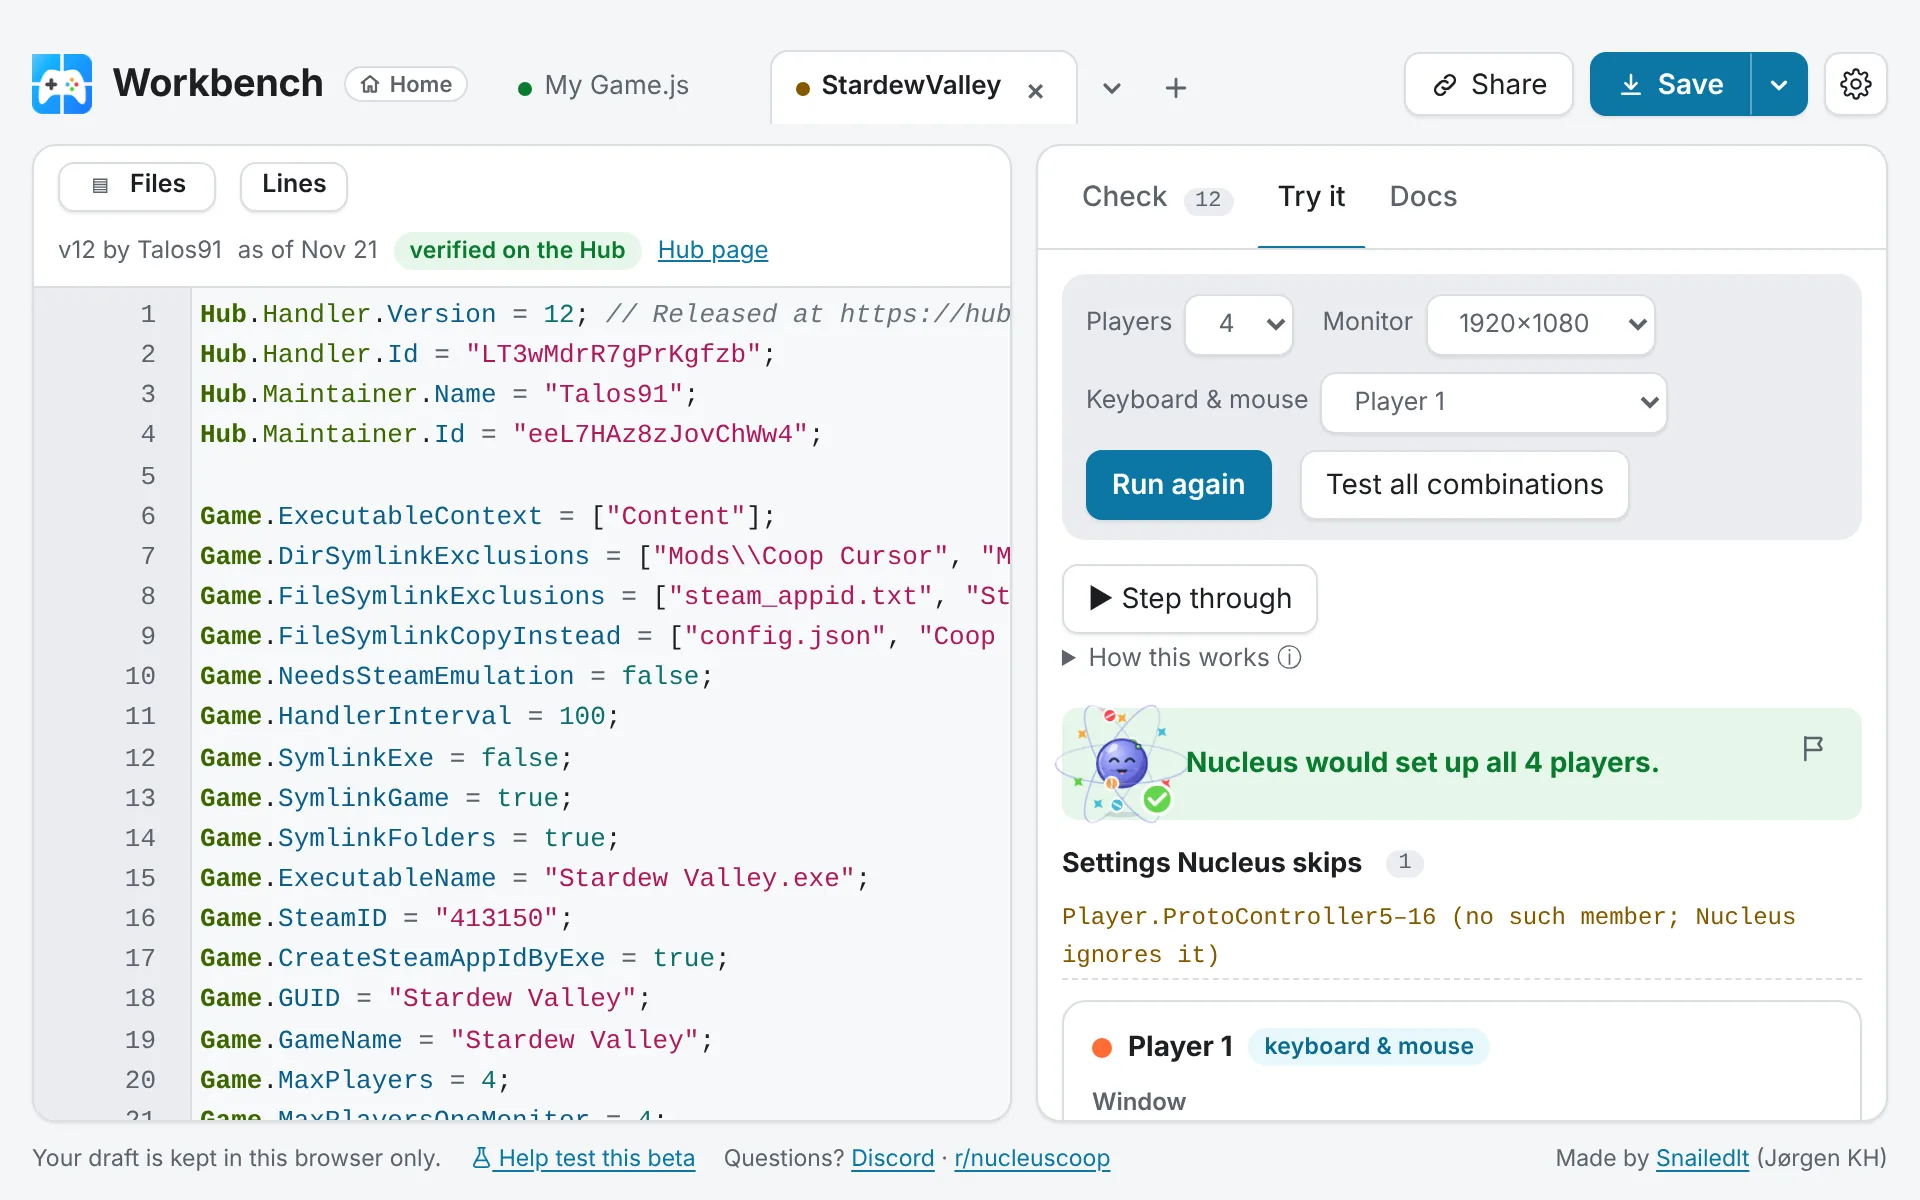 Workbench
Home
My Game.js
StardewValley ×
Share
Save
Files
Lines
v12 by Talos91 as of Nov 21 verified on the Hub Hub page
1 Hub.Handler.Version = 12; // Released at https://hub
2 Hub.Handler.Id = "LT3wMdrR7gPrKgfzb";
3 Hub.Maintainer.Name = "Talos91";
4 Hub.Maintainer.Id = "eeL7HAz8zJovChWw4";
5
6 Game.ExecutableContext = ["Content"];
7 Game.DirSymlinkExclusions = ["Mods\\Coop Cursor", "M
8 Game.FileSymlinkExclusions = ["steam_appid.txt", "St
9 Game.FileSymlinkCopyInstead = ["config.json", "Coop
10 Game.NeedsSteamEmulation = false;
11 Game.HandlerInterval = 100;
12 Game.SymlinkExe = false;
13 Game.SymlinkGame = true;
14 Game.SymlinkFolders = true;
15 Game.ExecutableName = "Stardew Valley.exe";
16 Game.SteamID = "413150";
17 Game.CreateSteamAppIdByExe = true;
18 Game.GUID = "Stardew Valley";
19 Game.GameName = "Stardew Valley";
20 Game.MaxPlayers = 4;
21 Game.MaxPlayersOneMonitor = 4;
Check 12
Try it
Docs
Players 4 Monitor 1920×1080
Keyboard & mouse Player 1
Run again
Test all combinations
▶ Step through
▶ How this works ⓘ
Nucleus would set up all 4 players.
Settings Nucleus skips 1
Player.ProtoController5–16 (no such member; Nucleus
ignores it)
Player 1 keyboard & mouse
Window
Your draft is kept in this browser only. Help test this beta Questions? Discord · r/nucleuscoop
Made by SnailedIt (Jørgen KH)